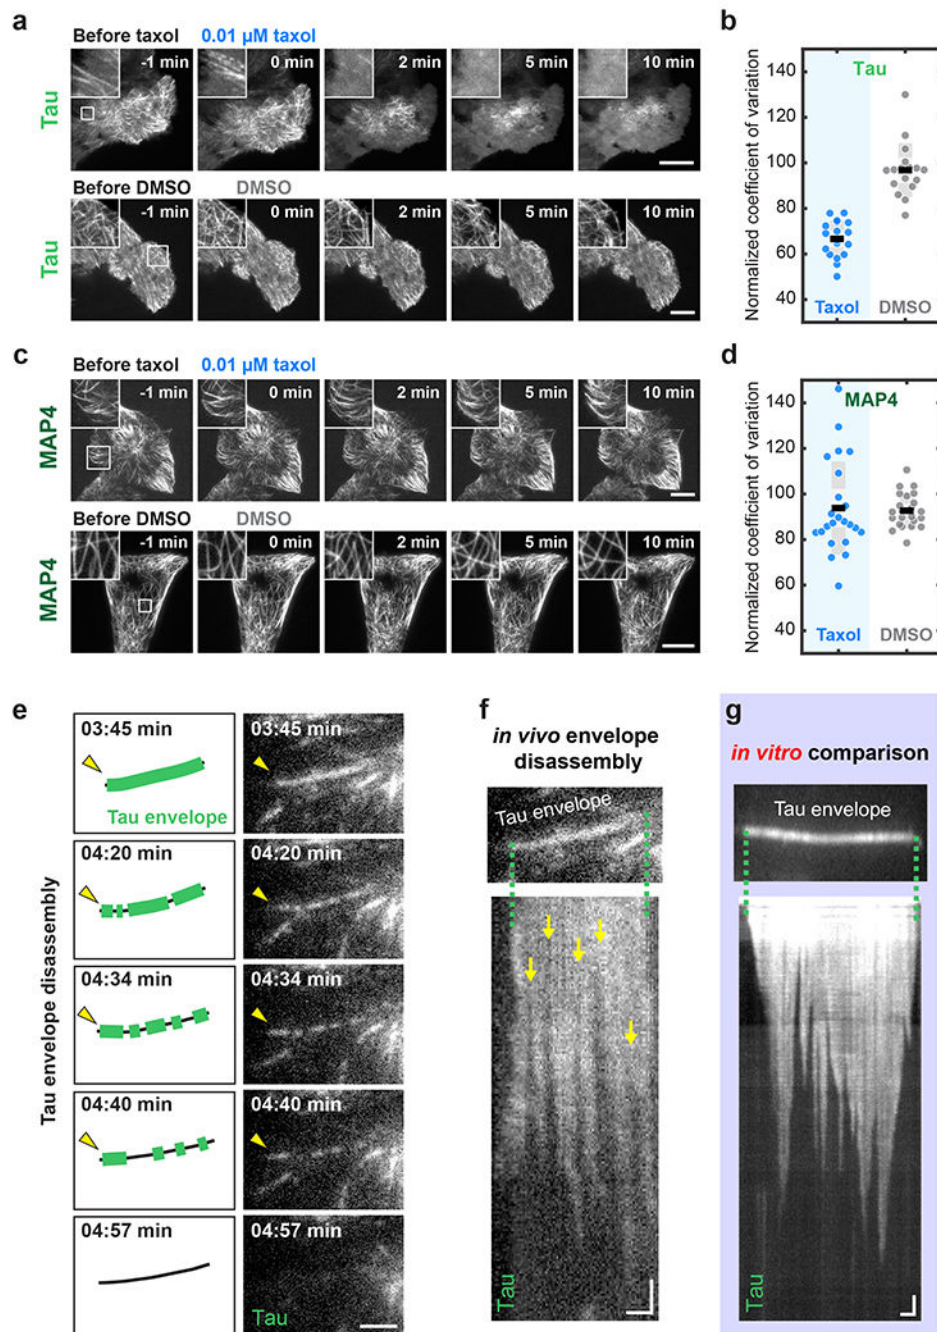 a
Before taxol
0.01 µM taxol
Tau
-1 min
0 min
2 min
5 min
10 min
Before DMSO
DMSO
Tau
-1 min
0 min
2 min
5 min
10 min
b
Normalized coefficient of variation
140
120
100
80
60
40
Tau
Taxol
DMSO
c
Before taxol
0.01 µM taxol
MAP4
-1 min
0 min
2 min
5 min
10 min
Before DMSO
DMSO
MAP4
-1 min
0 min
2 min
5 min
10 min
d
Normalized coefficient of variation
140
120
100
80
60
40
MAP4
Taxol
DMSO
e
Tau envelope disassembly
03:45 min
Tau envelope
03:45 min
04:20 min
04:20 min
04:34 min
04:34 min
04:40 min
04:40 min
04:57 min
04:57 min
Tau
f
in vivo envelope
disassembly
Tau envelope
Tau
g
in vitro comparison
Tau envelope
Tau